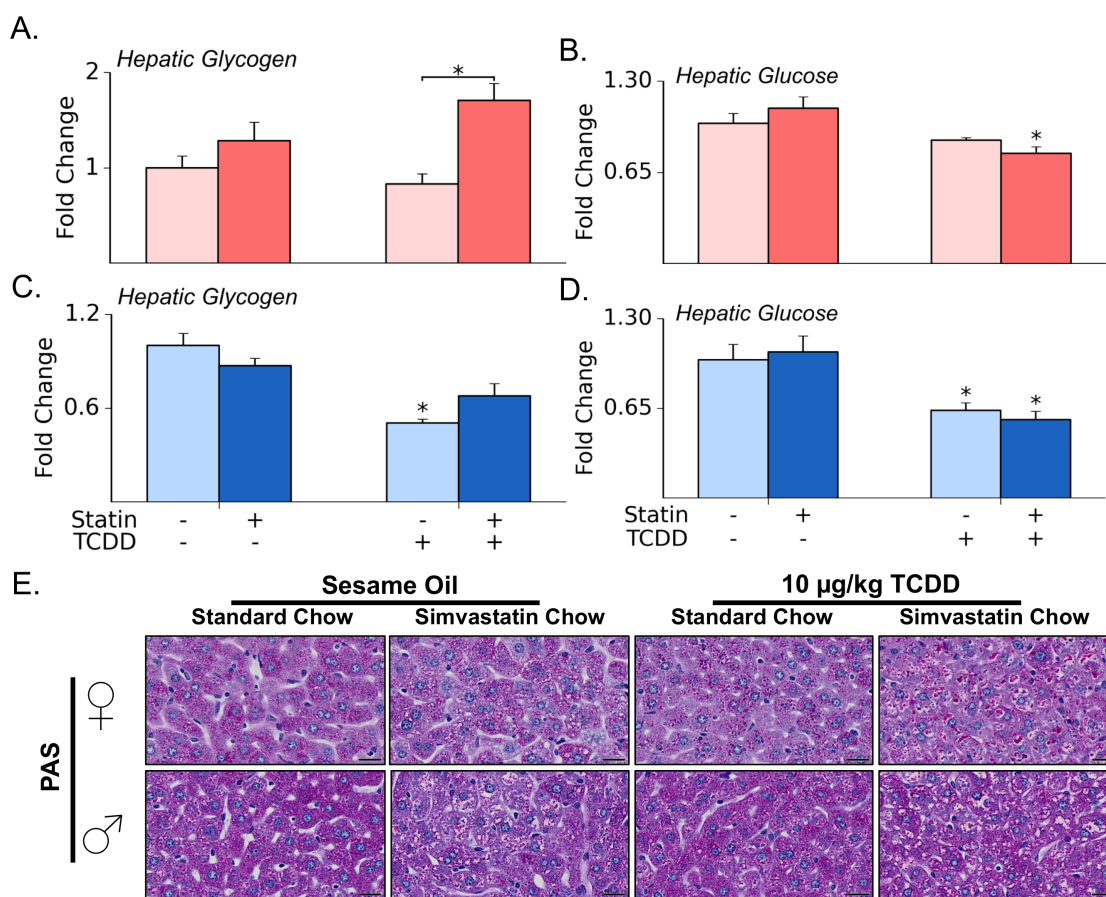 A.
Hepatic Glycogen
2
1
Fold Change
*
B.
Hepatic Glucose
1.30
0.65
Fold Change
*
C.
Hepatic Glycogen
1.2
0.6
Fold Change
*
Statin - + - +
TCDD - - + +
D.
Hepatic Glucose
1.30
0.65
Fold Change
* *
Statin - + - +
TCDD - - + +
E.
Sesame Oil 10 µg/kg TCDD
Standard Chow Simvastatin Chow Standard Chow Simvastatin Chow
PAS
♀
♂